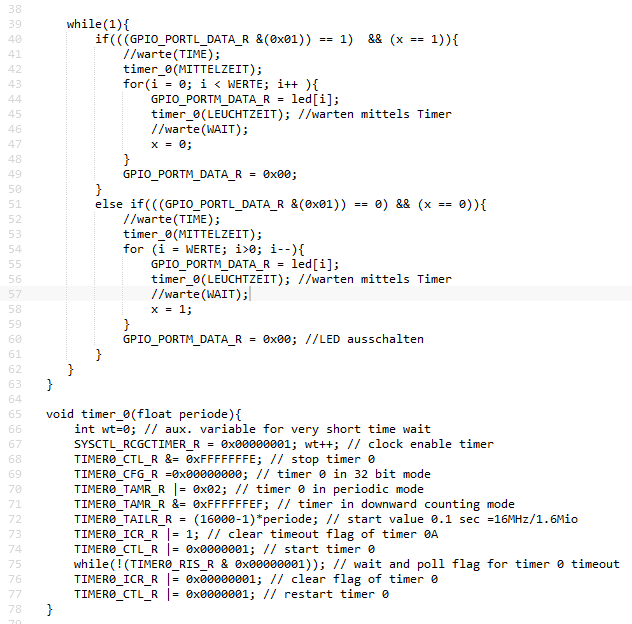 38
39 while(1){
40 if(((GPIO_PORTL_DATA_R &(0x01)) == 1)  && (x == 1)){
41 //warte(TIME);
42 timer_0(MITTELZEIT);
43 for(i = 0; i < WERTE; i++ ){
44 GPIO_PORTM_DATA_R = led[i];
45 timer_0(LEUCHTZEIT); //warten mittels Timer
46 //warte(WAIT);
47 x = 0;
48 }
49 GPIO_PORTM_DATA_R = 0x00;
50 }
51 else if(((GPIO_PORTL_DATA_R &(0x01)) == 0) && (x == 0)){
52 //warte(TIME);
53 timer_0(MITTELZEIT);
54 for (i = WERTE; i>0; i--){
55 GPIO_PORTM_DATA_R = led[i];
56 timer_0(LEUCHTZEIT); //warten mittels Timer
57 //warte(WAIT);
58 x = 1;
59 }
60 GPIO_PORTM_DATA_R = 0x00; //LED ausschalten
61 }
62 }
63 }
64
65 void timer_0(float periode){
66 int wt=0; // aux. variable for very short time wait
67 SYSCTL_RCGCTIMER_R = 0x00000001; wt++; // clock enable timer
68 TIMER0_CTL_R &= 0xFFFFFFFE; // stop timer 0
69 TIMER0_CFG_R =0x00000000; // timer 0 in 32 bit mode
70 TIMER0_TAMR_R |= 0x02; // timer 0 in periodic mode
71 TIMER0_TAMR_R &= 0xFFFFFFEF; // timer in downward counting mode
72 TIMER0_TAILR_R = (16000-1)*periode; // start value 0.1 sec =16MHz/1.6Mio
73 TIMER0_ICR_R |= 1; // clear timeout flag of timer 0A
74 TIMER0_CTL_R |= 0x0000001; // start timer 0
75 while(!(TIMER0_RIS_R & 0x00000001)); // wait and poll flag for timer 0 timeout
76 TIMER0_ICR_R |= 0x00000001; // clear flag of timer 0
77 TIMER0_CTL_R |= 0x0000001; // restart timer 0
78 }
79